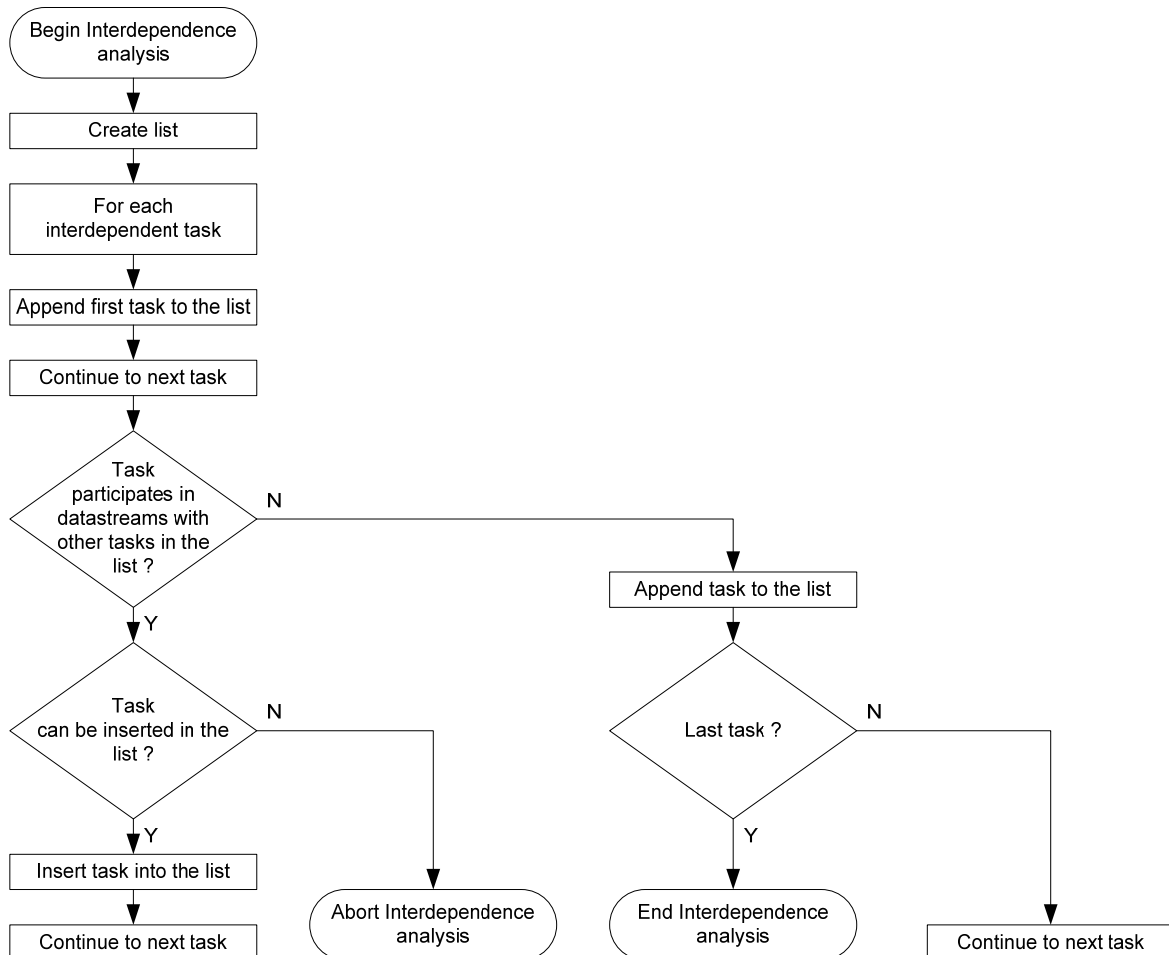 Begin Interdependence
analysis
Create list
For each
interdependent task
Append first task to the list
Continue to next task
Task
participates in
datastreams with
other tasks in the
list ?
N
Y
Append task to the list
Task
can be inserted in the
list ?
N
Y
Last task ?
N
Y
Insert task into the list
Continue to next task
Abort Interdependence
analysis
End Interdependence
analysis
Continue to next task